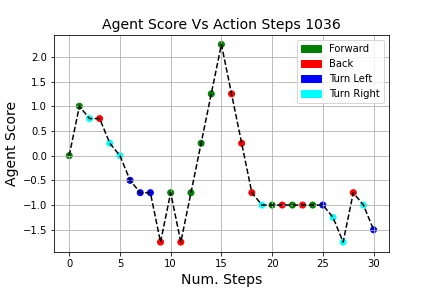 Agent Score Vs Action Steps 1036
Forward
Back
Turn Left
Turn Right
2.0
1.5
1.0
0.5
0.0
−0.5
−1.0
−1.5
Agent Score
0 5 10 15 20 25 30
Num. Steps